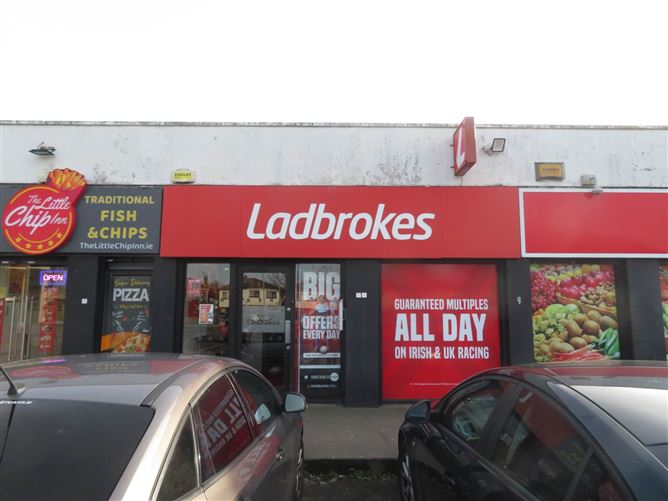 The Little
Chip Inn
TRADITIONAL
FISH
&CHIPS
TheLittleChipInn.ie
OPEN
PIZZA
Ladbrokes
Ladbrokes
BIG
OFFERS
EVERY DAY
GUARANTEED MULTIPLES
ALL DAY
ON IRISH & UK RACING